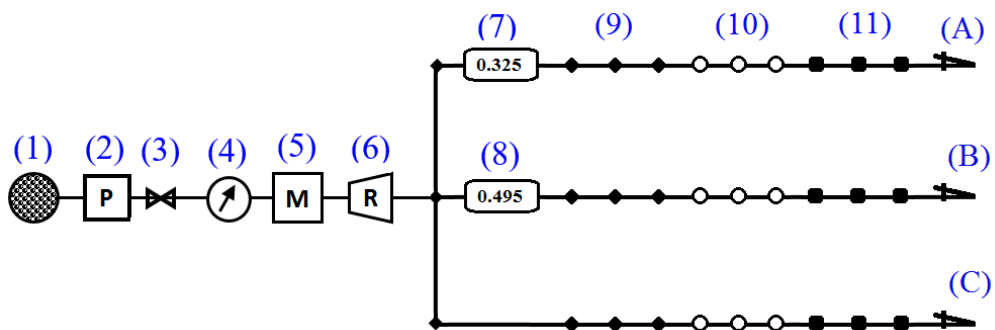 (7) (9) (10) (11) (A)
0.325
(1) (2) (3) (4) (5) (6) (8) (B)
P M R 0.495
(C)